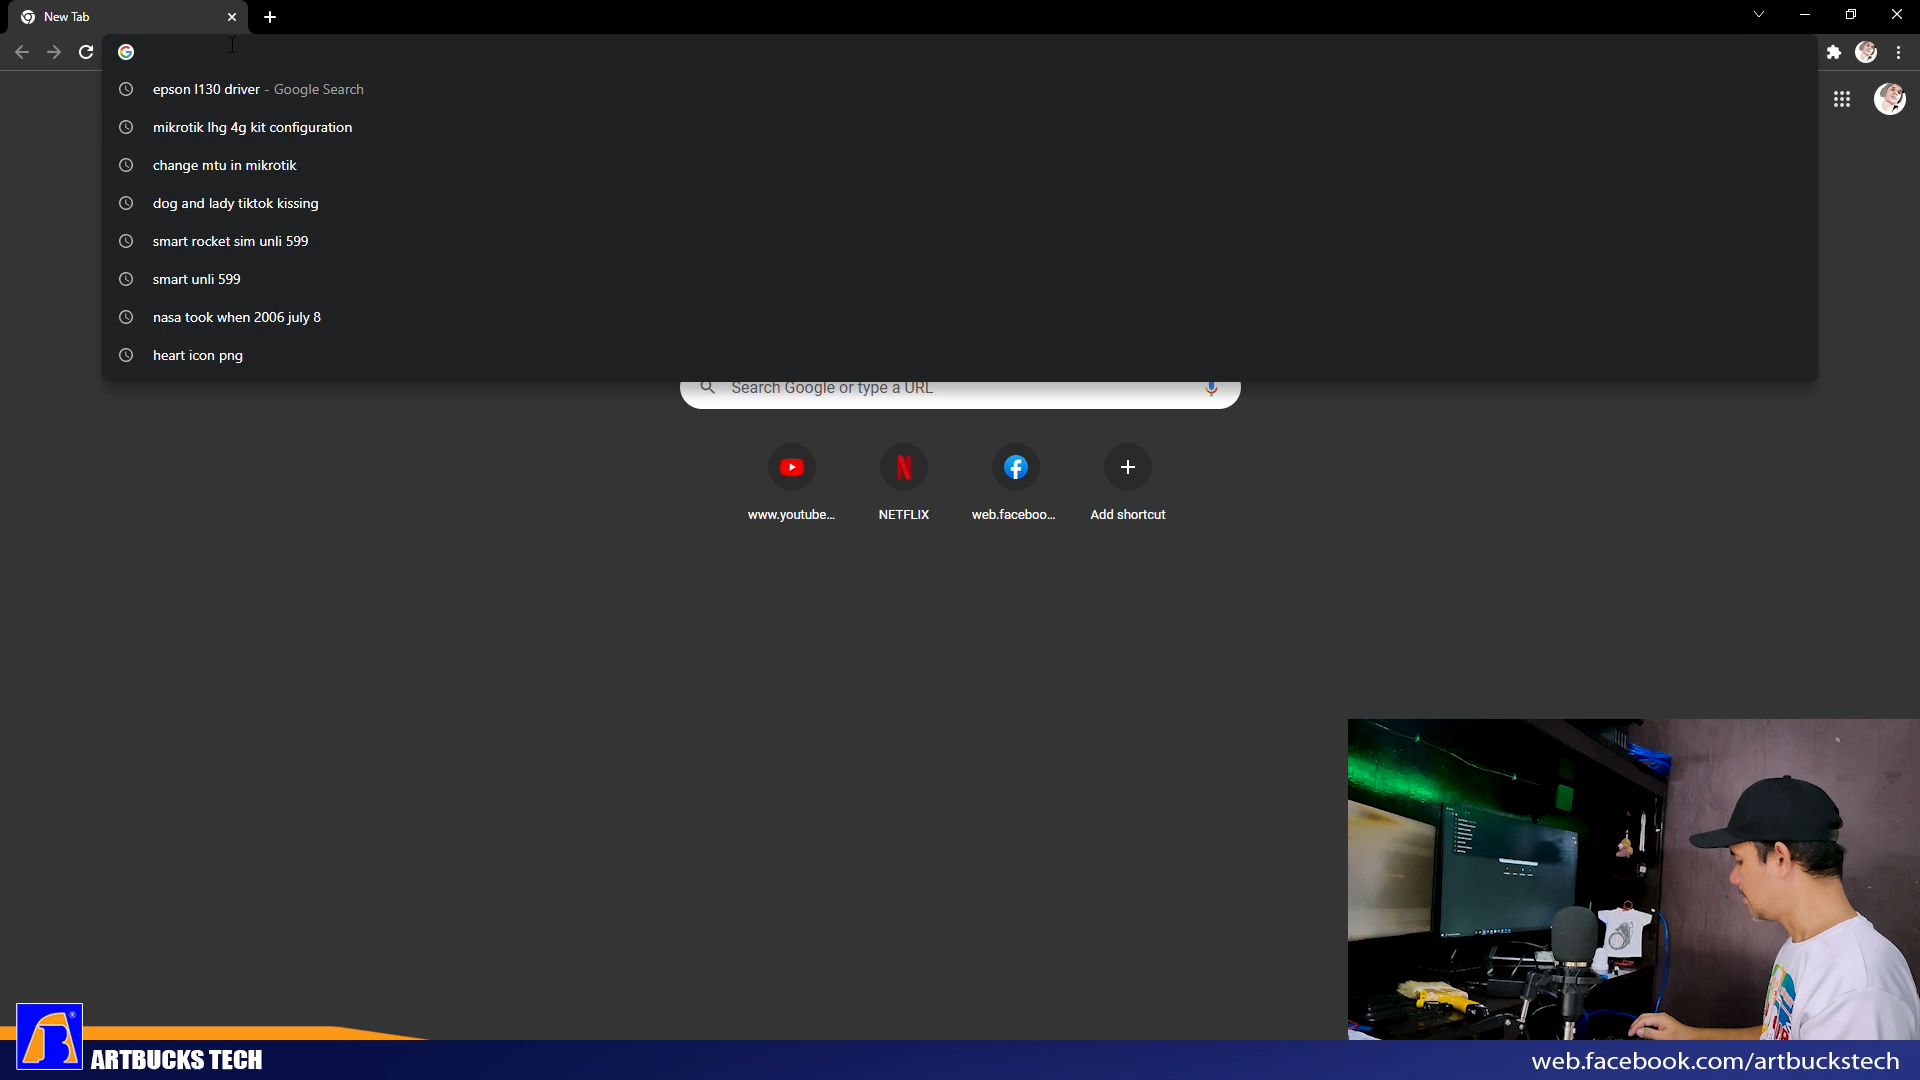 New Tab
epson l130 driver - Google Search
mikrotik lhg 4g kit configuration
change mtu in mikrotik
dog and lady tiktok kissing
smart rocket sim unli 599
smart unli 599
nasa took when 2006 july 8
heart icon png
Search Google or type a URL
www.youtube...
NETFLIX
web.faceboo...
Add shortcut
ARTBUCKS TECH
web.facebook.com/artbuckstech